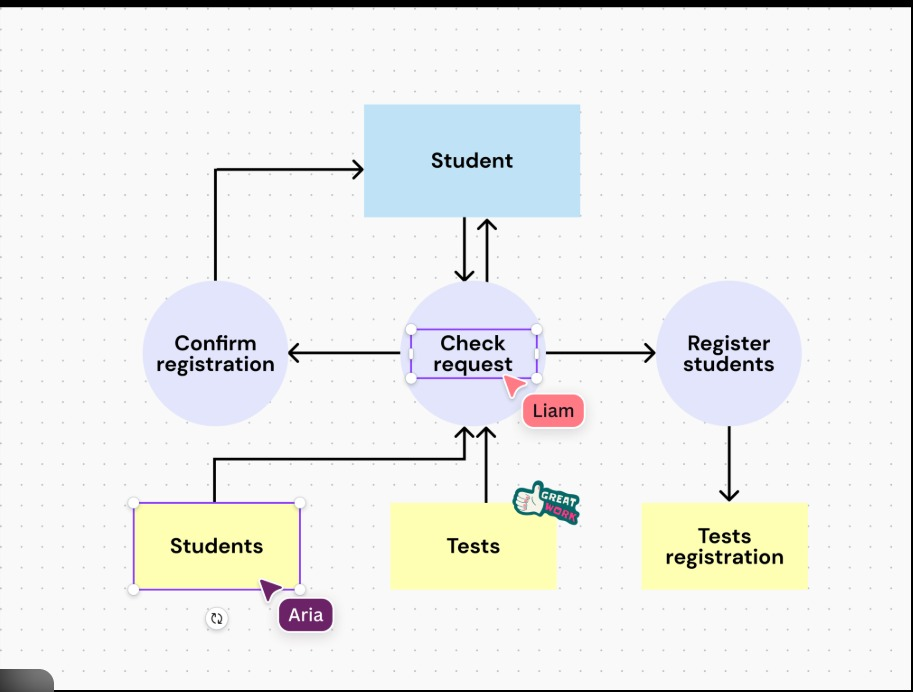 Student
Confirm
registration
Check
request
Register
students
Liam
GREAT
WORK
Students
Tests
Tests
registration
Aria